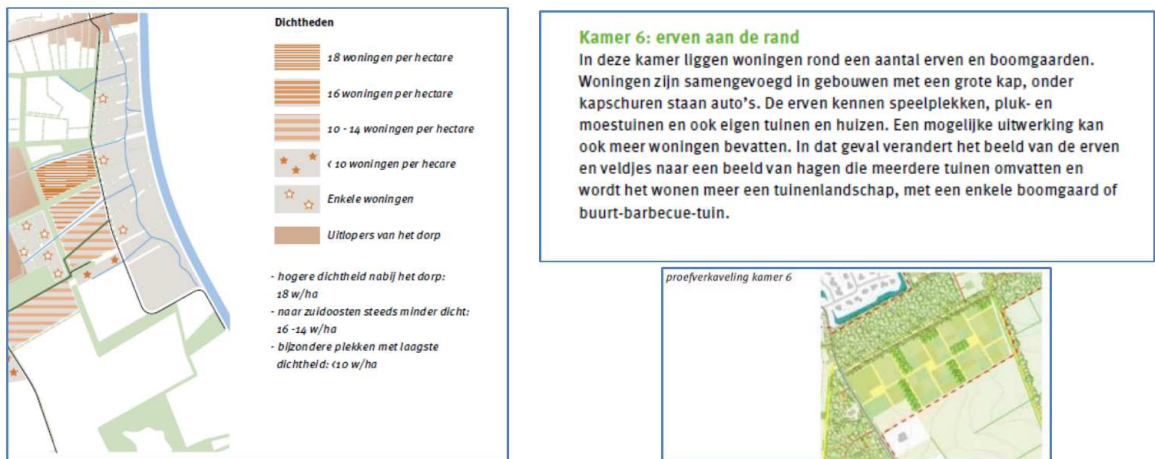 Dichtheden
18 woningen per hectare
16 woningen per hectare
10 - 14 woningen per hectare
< 10 woningen per hecare
Enkele woningen
Uitlopers van het dorp
- hogere dichtheid nabij het dorp:
18 w/ha
- naar zuidoosten steeds minder dicht:
16 -14 w/ha
- bijzondere plekken met laagste
dichtheid: <10 w/ha
Kamer 6: erven aan de rand
In deze kamer liggen woningen rond een aantal erven en boomgaarden.
Woningen zijn samengevoegd in gebouwen met een grote kap, onder
kapschuren staan auto's. De erven kennen speelplekken, pluk- en
moestuinen en ook eigen tuinen en huizen. Een mogelijke uitwerking kan
ook meer woningen bevatten. In dat geval verandert het beeld van de erven
en veldjes naar een beeld van hagen die meerdere tuinen omvatten en
wordt het wonen meer een tuinenlandschap, met een enkele boomgaard of
buurt-barbecue-tuin.
proefverkaveling kamer 6